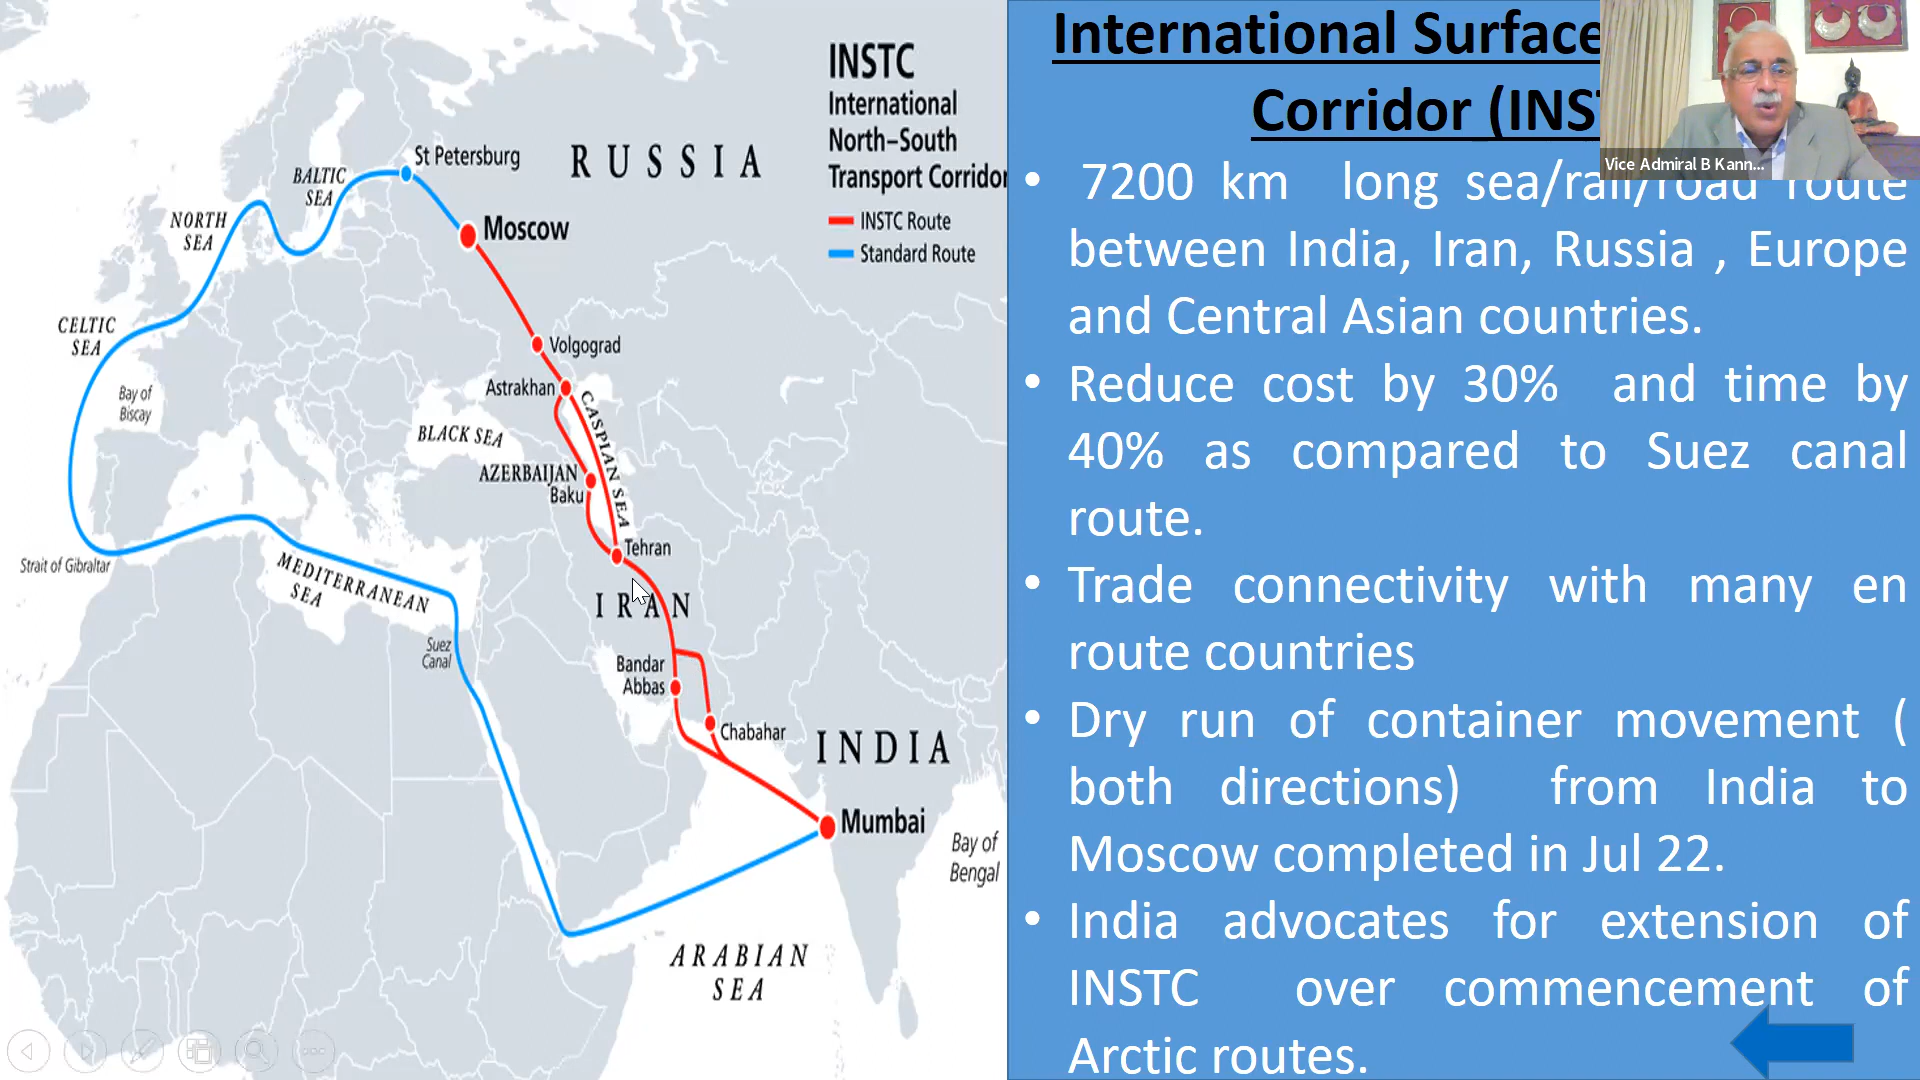 INSTC
International
North–South
Transport Corridor
INSTC Route
Standard Route
RUSSIA
St Petersburg
Moscow
BALTIC
SEA
NORTH
SEA
CELTIC
SEA
Bay of
Biscay
Volgograd
Astrakhan
CASPIAN SEA
BLACK SEA
AZERBAIJAN
Baku
Tehran
Strait of Gibraltar
MEDITERRANEAN
SEA
IRAN
Suez
Canal
Bandar
Abbas
Chabahar
INDIA
Mumbai
Bay of
Bengal
ARABIAN
SEA
International Surface
Corridor (INS
Vice Admiral B Kann...
• 7200 km long sea/rail/road route
between India, Iran, Russia , Europe
and Central Asian countries.
• Reduce cost by 30% and time by
40% as compared to Suez canal
route.
• Trade connectivity with many en
route countries
• Dry run of container movement (
both directions) from India to
Moscow completed in Jul 22.
• India advocates for extension of
INSTC over commencement of
Arctic routes.